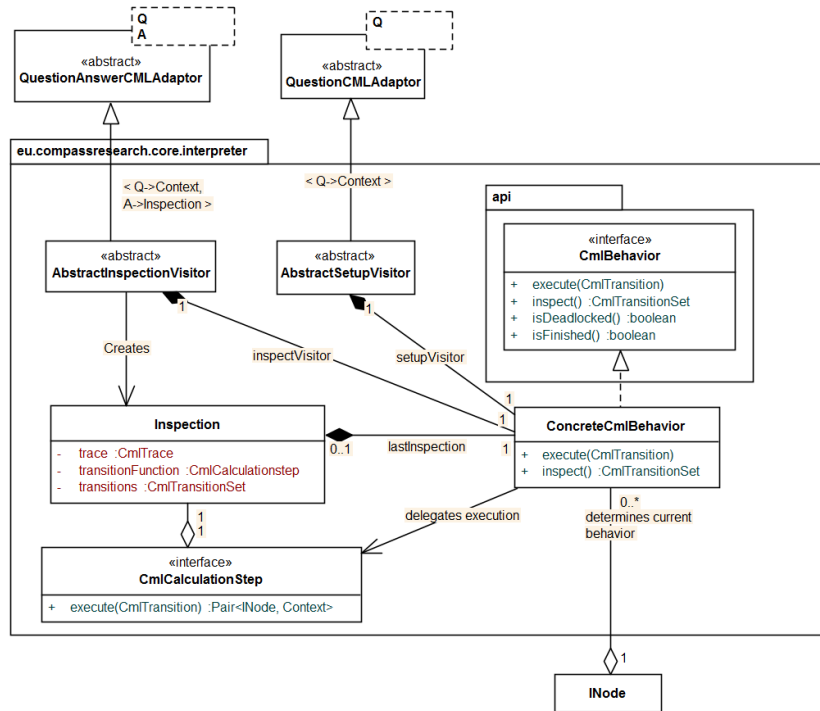 Q
A
«abstract»
QuestionAnswerCMLAdaptor
Q
«abstract»
QuestionCMLAdaptor
eu.compassresearch.core.interpreter
< Q->Context,
A->Inspection >
< Q->Context >
api
«interface»
CmlBehavior
+ execute(CmlTransition)
+ inspect() :CmlTransitionSet
+ isDeadlocked() :boolean
+ isFinished() :boolean
«abstract»
AbstractInspectionVisitor
«abstract»
AbstractSetupVisitor
1
1
Creates
inspectVisitor
setupVisitor
1
1
Inspection
- trace :CmlTrace
- transitionFunction :CmlCalculationstep
- transitions :CmlTransitionSet
0..1
lastInspection
1
ConcreteCmlBehavior
+ execute(CmlTransition)
+ inspect() :CmlTransitionSet
1
1
delegates execution
0..*
determines current
behavior
«interface»
CmlCalculationStep
+ execute(CmlTransition) :Pair<INode, Context>
1
INode